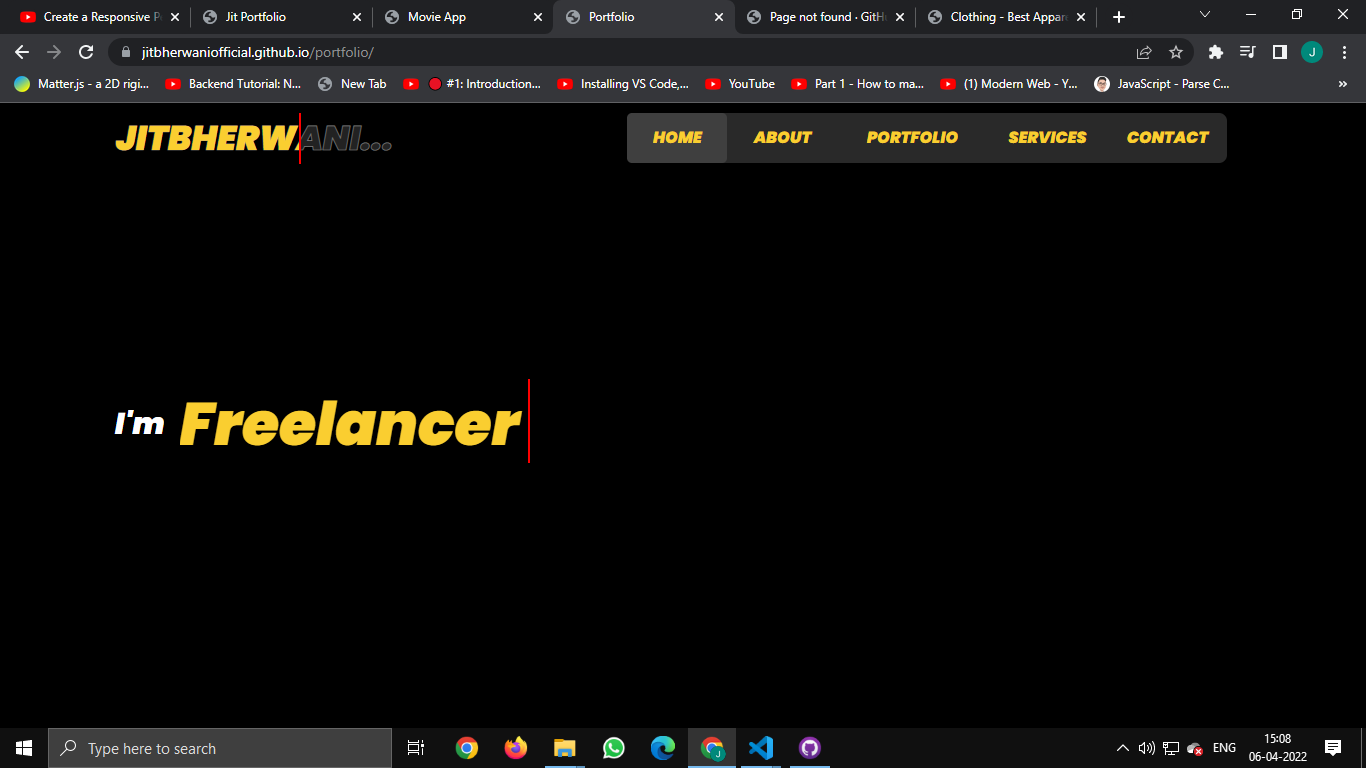 Create a Responsive P
Jit Portfolio
Movie App
Portfolio
Page not found · GitH
Clothing - Best Appar
jitbherwaniofficial.github.io/portfolio/
J
Matter.js - a 2D rigi...
Backend Tutorial: N...
New Tab
#1: Introduction...
Installing VS Code,...
YouTube
Part 1 - How to ma...
(1) Modern Web - Y...
JavaScript - Parse C...
»
JITBHERWANI...
HOME
ABOUT
PORTFOLIO
SERVICES
CONTACT
I'm Freelancer
Type here to search
J
ENG
15:08
06-04-2022